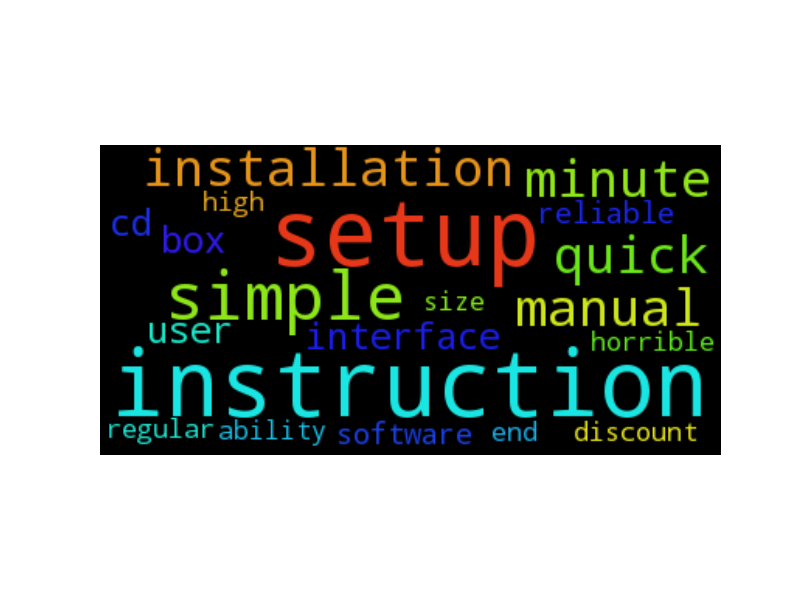 installation minute
high
cd box setup reliable
quick
simple size manual
user interface horrible
instruction
regular ability software end discount